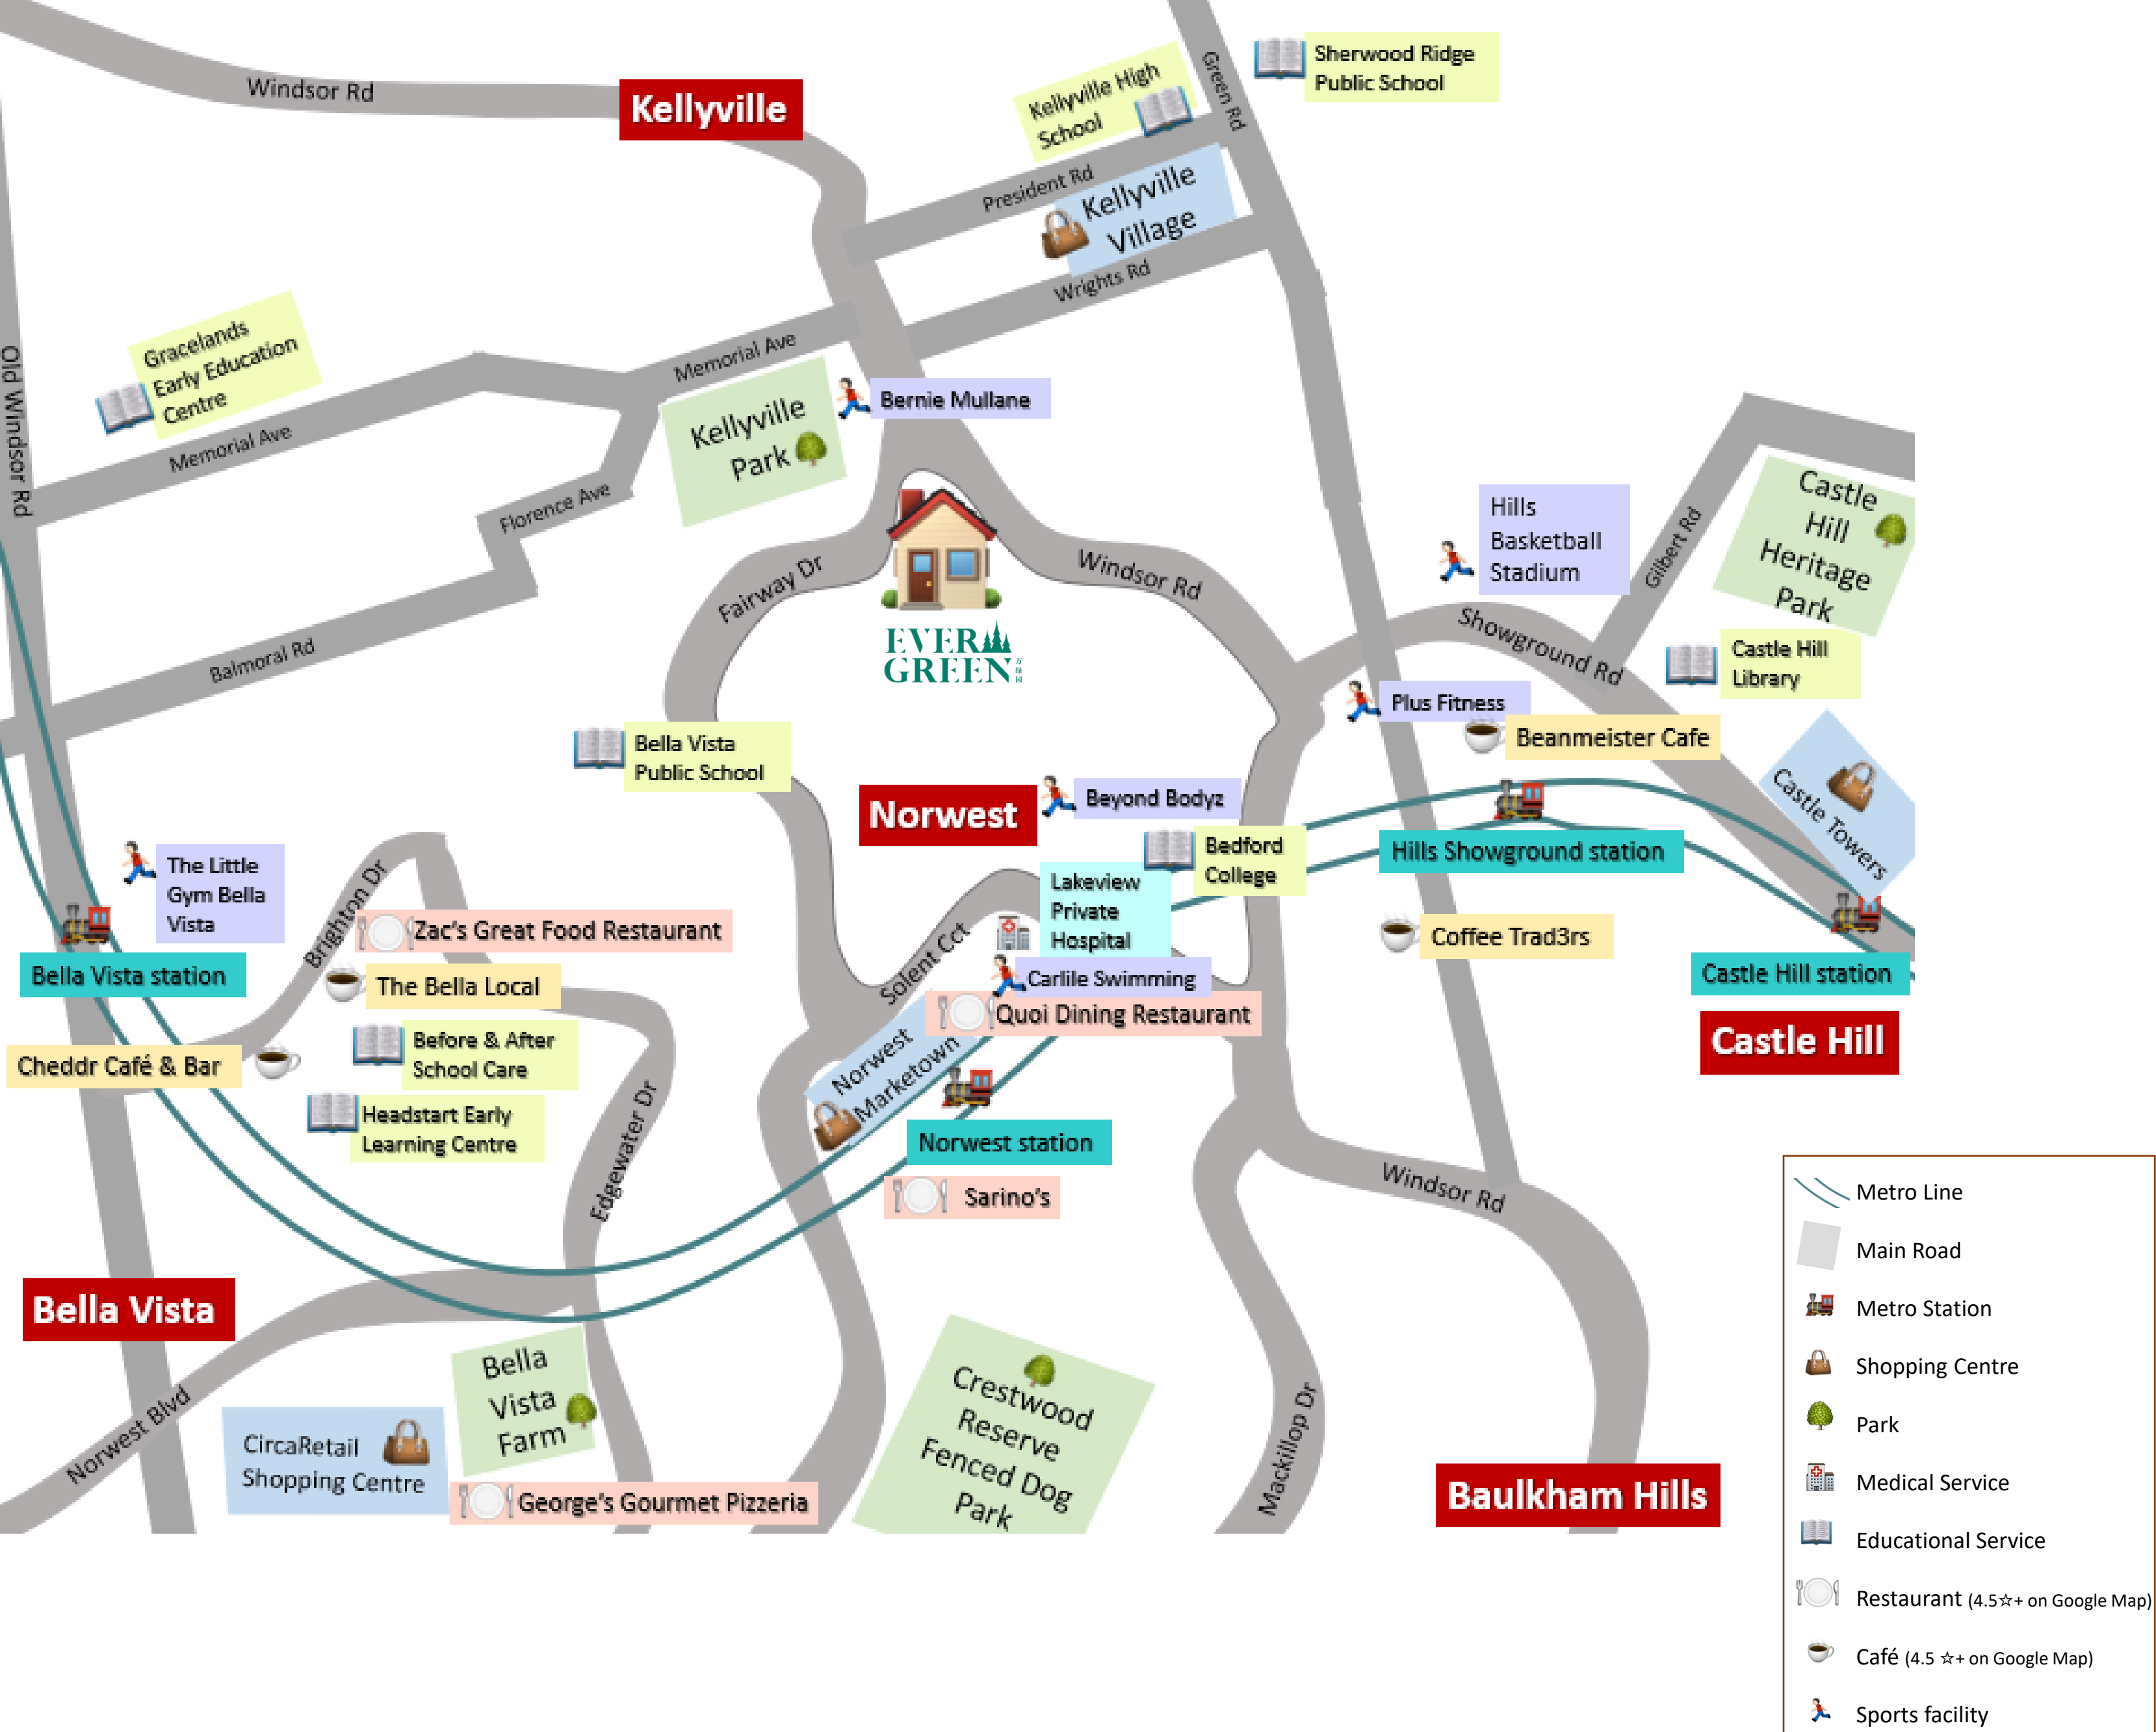 Windsor Rd
Kellyville
Green Rd
Sherwood Ridge
Public School
Kellyville High
School
President Rd
Kellyville
Village
Wrights Rd
Gracelands
Early Education
Centre
Old Windsor Rd
Memorial Ave
Memorial Ave
Kellyville
Park
Bernie Mullane
Florence Ave
Balmoral Rd
Fairway Dr
Windsor Rd
EVER
GREEN
Hills
Basketball
Stadium
Gilbert Rd
Castle
Hill
Heritage
Park
Showground Rd
Castle Hill
Library
Plus Fitness
Beanmeister Cafe
Castle Towers
Bella Vista
Public School
Norwest
Beyond Bodyz
Bedford
College
Hills Showground station
Lakeview
Private
Hospital
Coffee Trad3rs
Castle Hill station
Castle Hill
The Little
Gym Bella
Vista
Brighton Dr
Zac's Great Food Restaurant
Bella Vista station
The Bella Local
Solent Cct
Carlile Swimming
Quoi Dining Restaurant
Before & After
School Care
Cheddr Café & Bar
Norwest
Marketown
Headstart Early
Learning Centre
Edgewater Dr
Norwest station
Sarino's
Windsor Rd
Bella Vista
Norwest Blvd
Bella
Vista
Farm
CircaRetail
Shopping Centre
George's Gourmet Pizzeria
Crestwood
Reserve
Fenced Dog
Park
Mackillop Dr
Baulkham Hills
Metro Line
Main Road
Metro Station
Shopping Centre
Park
Medical Service
Educational Service
Restaurant (4.5☆+ on Google Map)
Café (4.5 ☆+ on Google Map)
Sports facility